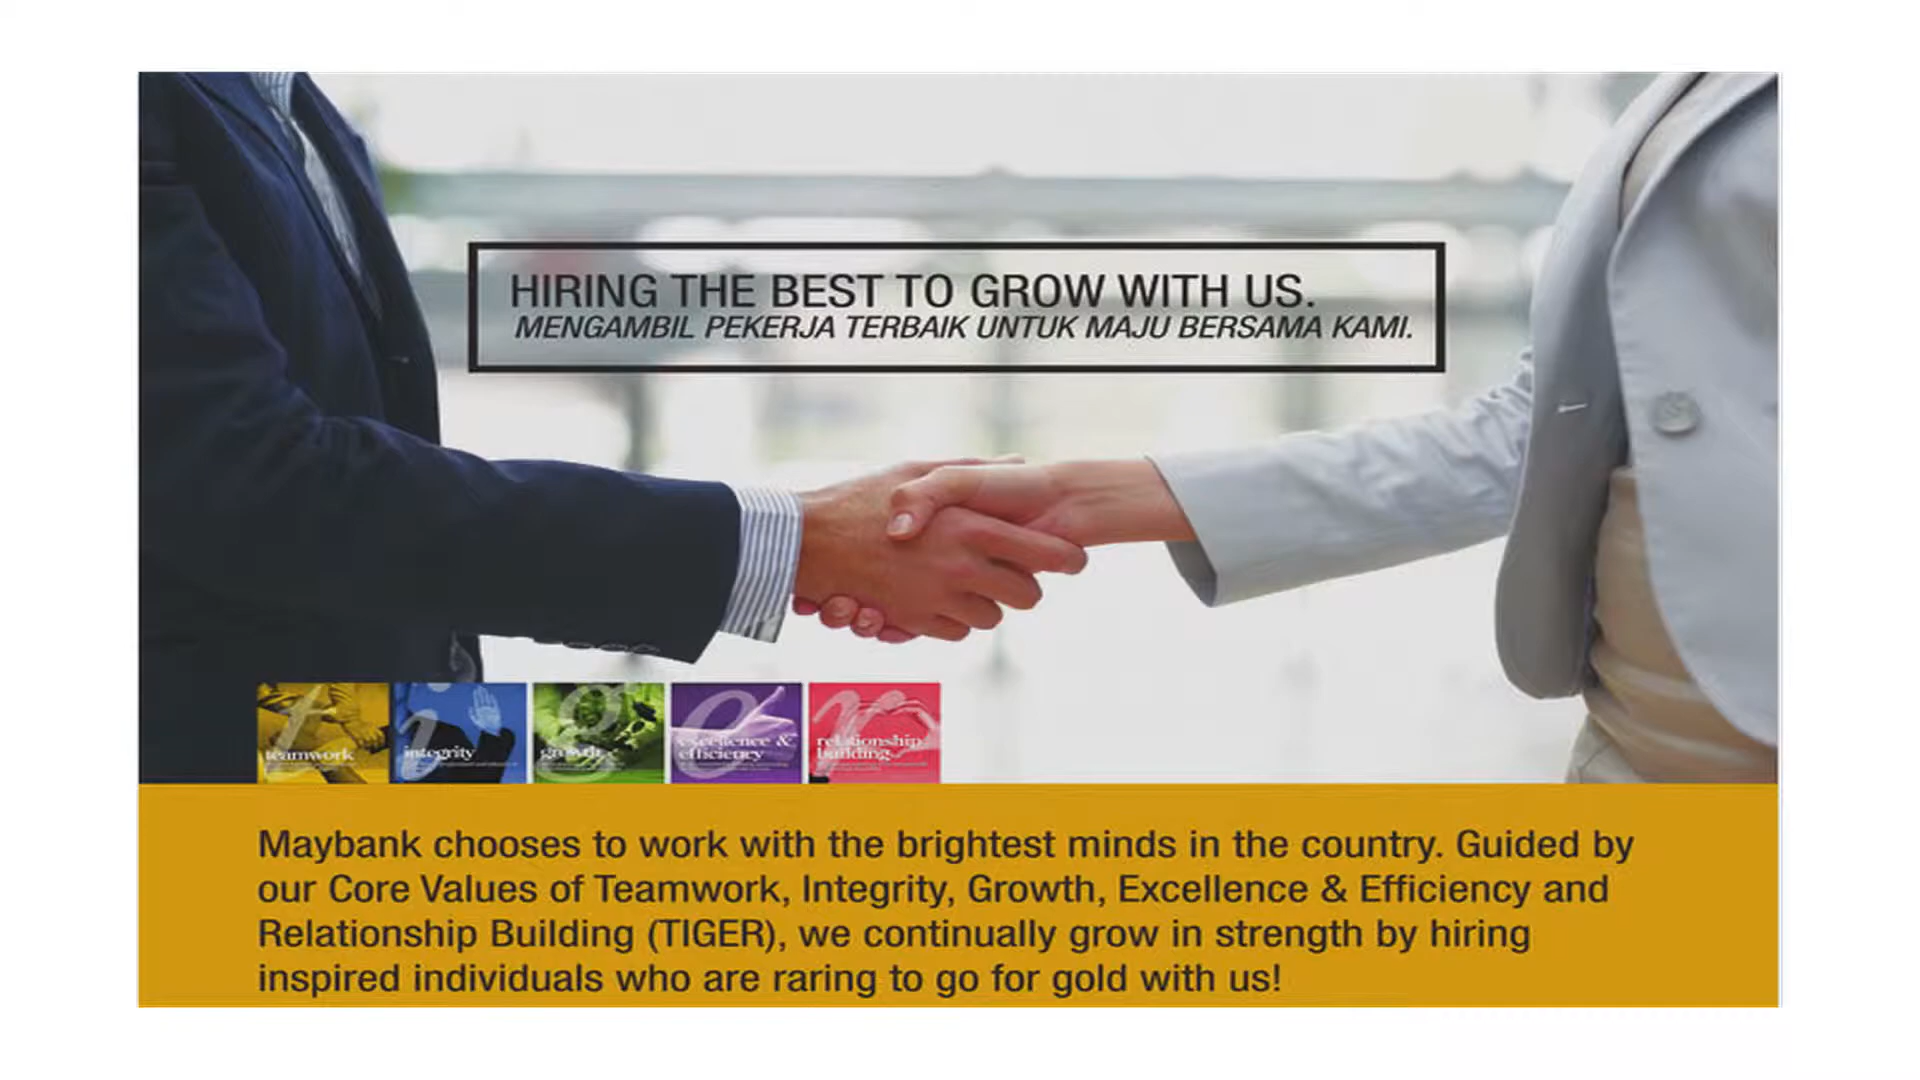 HIRING THE BEST TO GROW WITH US.
MENGAMBIL PEKERJA TERBAIK UNTUK MAJU BERSAMA KAMI.
t i g e r
teamwork
integrity
growth
excellence &
efficiency
relationship
building
Maybank chooses to work with the brightest minds in the country. Guided by
our Core Values of Teamwork, Integrity, Growth, Excellence & Efficiency and
Relationship Building (TIGER), we continually grow in strength by hiring
inspired individuals who are raring to go for gold with us!